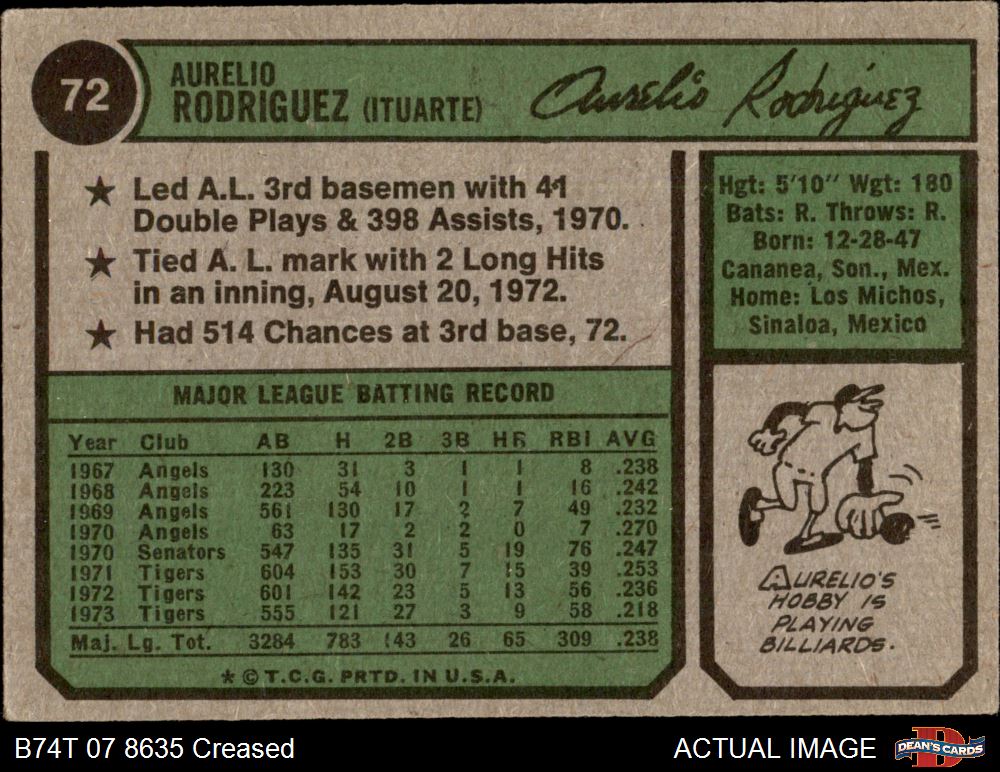 72
AURELIO
RODRIGUEZ (ITUARTE)
Aurelio Rodriguez
★ Led A.L. 3rd basemen with 41
Double Plays & 398 Assists, 1970.
★ Tied A. L. mark with 2 Long Hits
in an inning, August 20, 1972.
★ Had 514 Chances at 3rd base, 72.
Hgt: 5'10" Wgt: 180
Bats: R. Throws: R.
Born: 12-28-47
Cananea, Son., Mex.
Home: Los Michos,
Sinaloa, Mexico
MAJOR LEAGUE BATTING RECORD
Year Club AB H 2B 3B HR RBI AVG
1967 Angels 130 31 3 1 1 8 .238
1968 Angels 223 54 10 1 1 16 .242
1969 Angels 561 130 17 2 7 49 .232
1970 Angels 63 17 2 2 0 7 .270
1970 Senators 547 135 31 5 19 76 .247
1971 Tigers 604 153 30 7 15 39 .253
1972 Tigers 601 142 23 5 13 56 .236
1973 Tigers 555 121 27 3 9 58 .218
Maj. Lg. Tot. 3284 783 143 26 65 309 .238
* © T.C.G. PRTD. IN U.S.A.
AURELIO'S
HOBBY IS
PLAYING
BILLIARDS.
B74T 07 8635 Creased
ACTUAL IMAGE
DEAN'S CARDS